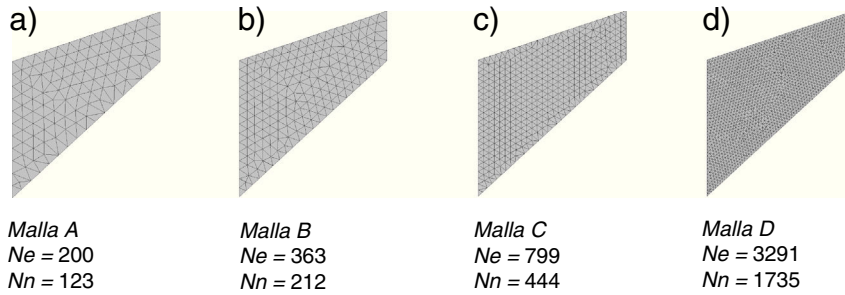 a)
b)
c)
d)
Malla A
Ne = 200
Nn = 123
Malla B
Ne = 363
Nn = 212
Malla C
Ne = 799
Nn = 444
Malla D
Ne = 3291
Nn = 1735